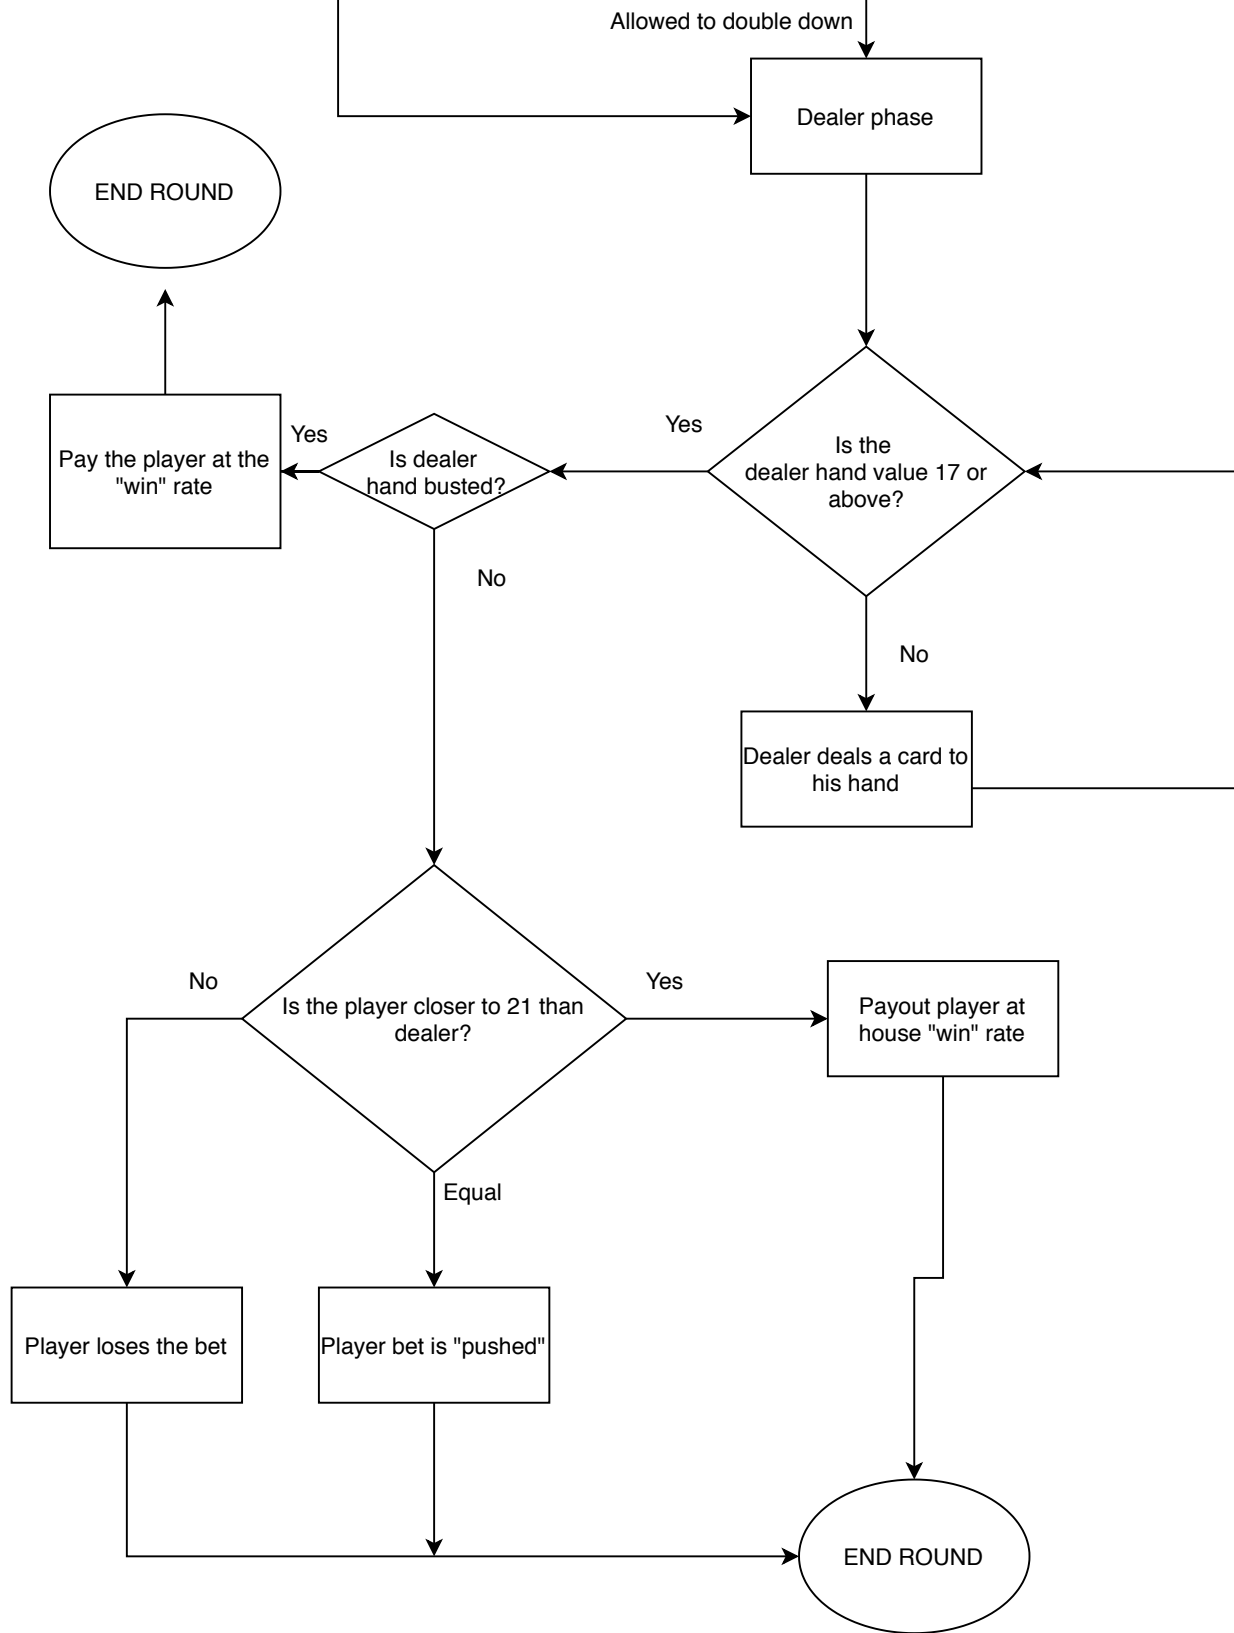 Allowed to double down
Dealer phase
END ROUND
Yes
Yes
Pay the player at the
"win" rate
Is dealer
hand busted?
Is the
dealer hand value 17 or
above?
No
No
Dealer deals a card to
his hand
No
Yes
Is the player closer to 21 than
dealer?
Payout player at
house "win" rate
Equal
Player loses the bet
Player bet is "pushed"
END ROUND